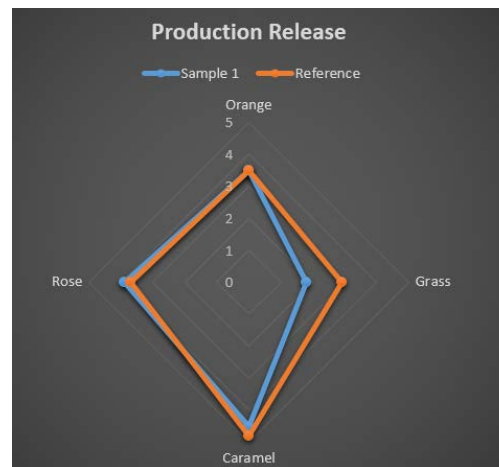 Production Release
Sample 1 Reference
Orange
5
4
3
2
1
0
Rose
Grass
Caramel